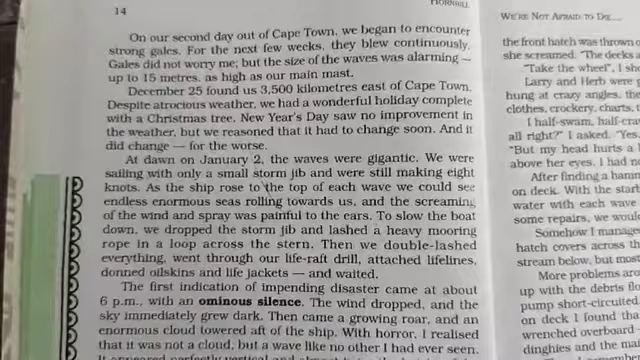 14
HORNBILL
On our second day out of Cape Town, we began to encounter
strong gales. For the next few weeks, they blew continuously.
Gales did not worry me; but the size of the waves was alarming —
up to 15 metres, as high as our main mast.
December 25 found us 3,500 kilometres east of Cape Town.
Despite atrocious weather, we had a wonderful holiday complete
with a Christmas tree. New Year's Day saw no improvement in
the weather, but we reasoned that it had to change soon. And it
did change — for the worse.
At dawn on January 2, the waves were gigantic. We were
sailing with only a small storm jib and were still making eight
knots. As the ship rose to the top of each wave we could see
endless enormous seas rolling towards us, and the screaming
of the wind and spray was painful to the ears. To slow the boat
down, we dropped the storm jib and lashed a heavy mooring
rope in a loop across the stern. Then we double-lashed
everything, went through our life-raft drill, attached lifelines,
donned oilskins and life jackets — and waited.
The first indication of impending disaster came at about
6 p.m., with an ominous silence. The wind dropped, and the
sky immediately grew dark. Then came a growing roar, and an
enormous cloud towered aft of the ship. With horror, I realised
that it was not a cloud, but a wave like no other I had ever seen.
It appeared perfectly vertical and almost
WE'RE NOT AFRAID TO DIE...
the front hatch was thrown o
she screamed. "The decks a
"Take the wheel", I sho
Larry and Herb were p
hung at crazy angles, the
clothes, crockery, charts, t
I half-swam, half-craw
all right?" I asked. "Yes,
"But my head hurts a l
above her eyes. I had no
After finding a hamm
on deck. With the start
water with each wave
some repairs, we would
Somehow I manage
hatch covers across th
stream below, but most
More problems ar
up with the debris flo
pump short-circuited
on deck I found tha
wrenched overboard
dinghies and the ma